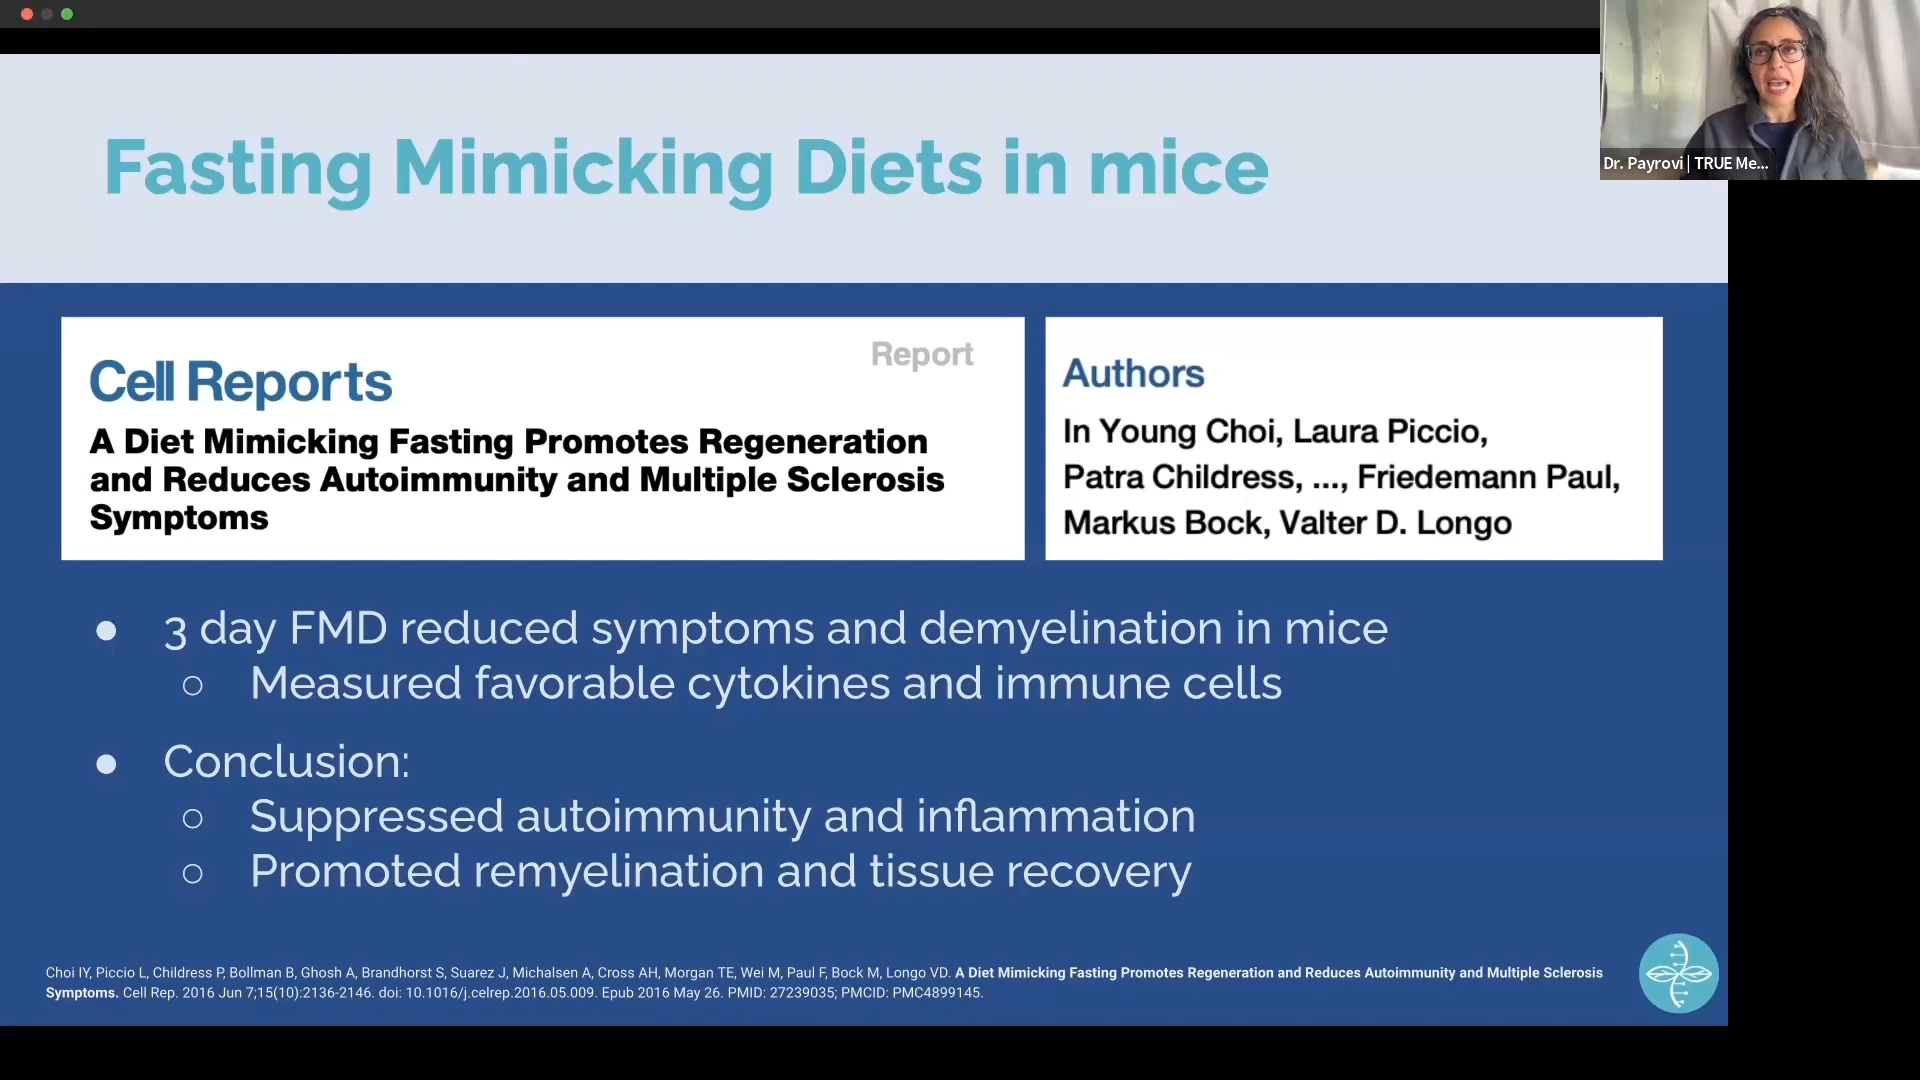 Fasting Mimicking Diets in mice
Dr. Payrovi | TRUE Me...
Report
Cell Reports
A Diet Mimicking Fasting Promotes Regeneration
and Reduces Autoimmunity and Multiple Sclerosis
Symptoms
Authors
In Young Choi, Laura Piccio,
Patra Childress, ..., Friedemann Paul,
Markus Bock, Valter D. Longo
● 3 day FMD reduced symptoms and demyelination in mice
○ Measured favorable cytokines and immune cells
● Conclusion:
○ Suppressed autoimmunity and inflammation
○ Promoted remyelination and tissue recovery
Choi IY, Piccio L, Childress P, Bollman B, Ghosh A, Brandhorst S, Suarez J, Michalsen A, Cross AH, Morgan TE, Wei M, Paul F, Bock M, Longo VD. A Diet Mimicking Fasting Promotes Regeneration and Reduces Autoimmunity and Multiple Sclerosis
Symptoms. Cell Rep. 2016 Jun 7;15(10):2136-2146. doi: 10.1016/j.celrep.2016.05.009. Epub 2016 May 26. PMID: 27239035; PMCID: PMC4899145.